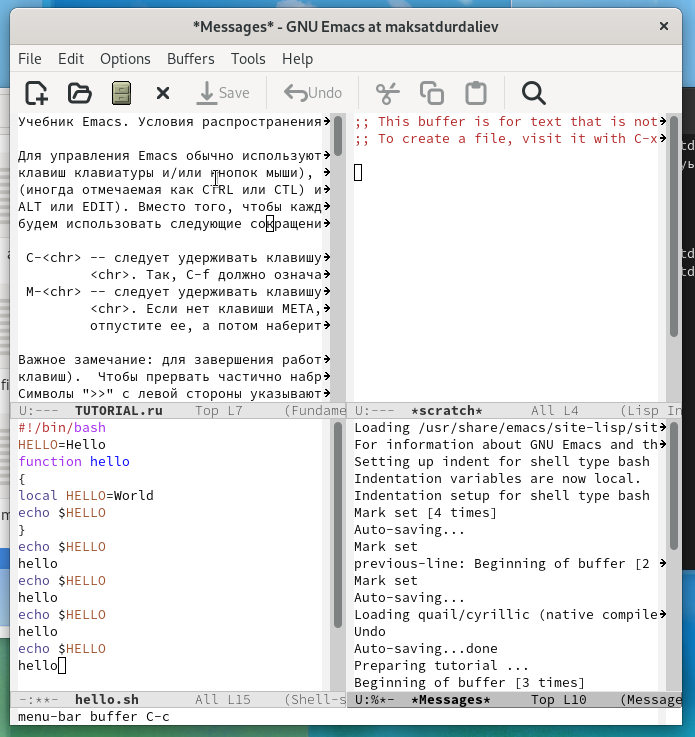 *Messages* - GNU Emacs at maksatdurdaliev
File Edit Options Buffers Tools Help
Save Undo
Учебник Emacs. Условия распространения
Для управления Emacs обычно используют
клавиш клавиатуры и/или кнопок мыши),
(иногда отмечаемая как CTRL или CTL) и
ALT или EDIT). Вместо того, чтобы кажд
будем использовать следующие сокращени
C-<chr> -- следует удерживать клавишу
<chr>. Так, C-f должно означа
M-<chr> -- следует удерживать клавишу
<chr>. Если нет клавиши META,
отпустите ее, а потом наберит
Важное замечание: для завершения работ
клавиш).  Чтобы прервать частично набр
Символы ">>" с левой стороны указывают
U:--- TUTORIAL.ru Top L7 (Fundame
;; This buffer is for text that is not
;; To create a file, visit it with C-x
U:--- *scratch* All L4 (Lisp In
#!/bin/bash
HELLO=Hello
function hello
{
local HELLO=World
echo $HELLO
}
echo $HELLO
hello
echo $HELLO
hello
echo $HELLO
hello
echo $HELLO
hello
-:**- hello.sh All L15 (Shell-s
Loading /usr/share/emacs/site-lisp/sit
For information about GNU Emacs and th
Setting up indent for shell type bash
Indentation variables are now local.
Indentation setup for shell type bash
Mark set [4 times]
Auto-saving...
Mark set
previous-line: Beginning of buffer [2
Mark set
Auto-saving...
Loading quail/cyrillic (native compile
Undo
Auto-saving...done
Preparing tutorial ...
Beginning of buffer [3 times]
U:%*- *Messages* Top L10 (Message
menu-bar buffer C-c